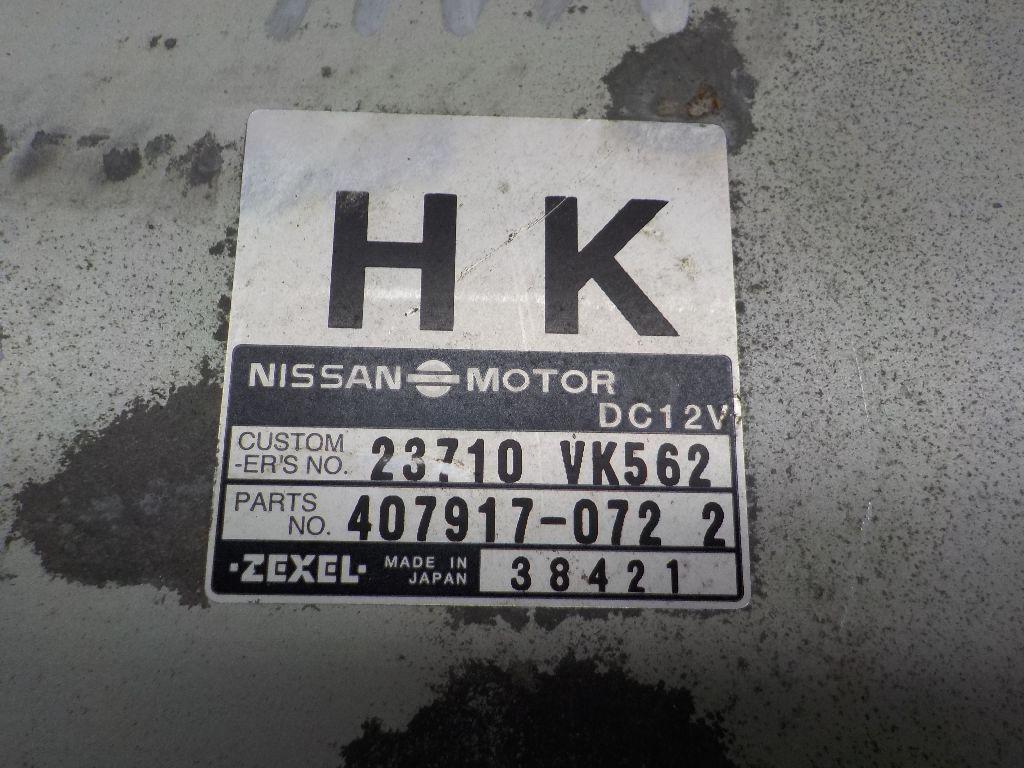 HK
NISSAN MOTOR
DC12V
CUSTOM
-ER'S NO. 23710 VK562
PARTS
NO. 407917-072 2
·ZEXEL· MADE IN
JAPAN 38421